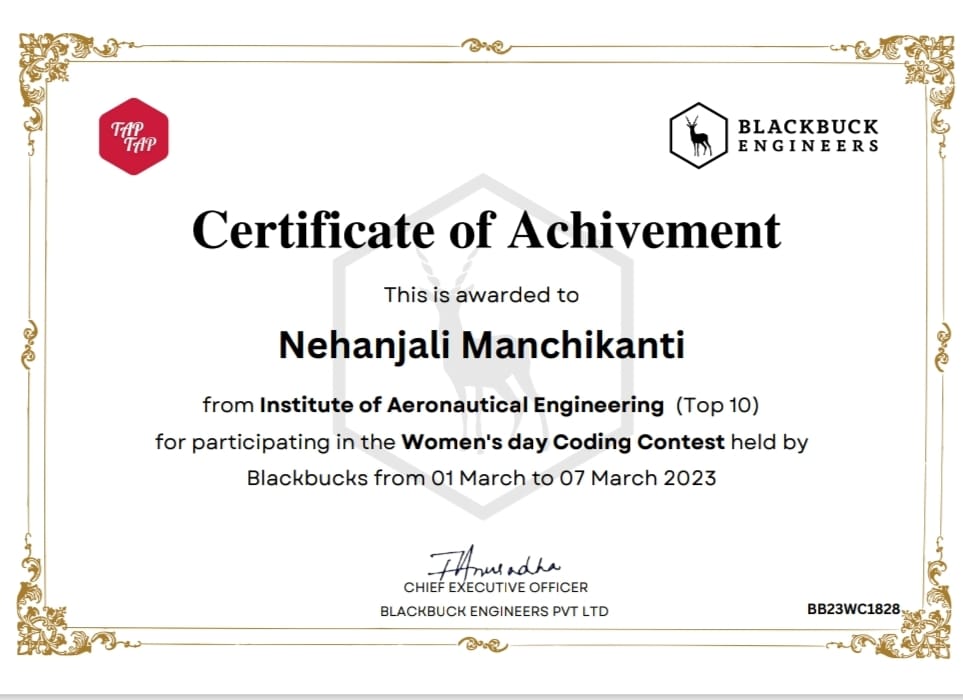 TAP
TAP
BLACKBUCK
ENGINEERS
Certificate of Achivement
This is awarded to
Nehanjali Manchikanti
from Institute of Aeronautical Engineering (Top 10)
for participating in the Women's day Coding Contest held by
Blackbucks from 01 March to 07 March 2023
CHIEF EXECUTIVE OFFICER
BLACKBUCK ENGINEERS PVT LTD
BB23WC1828